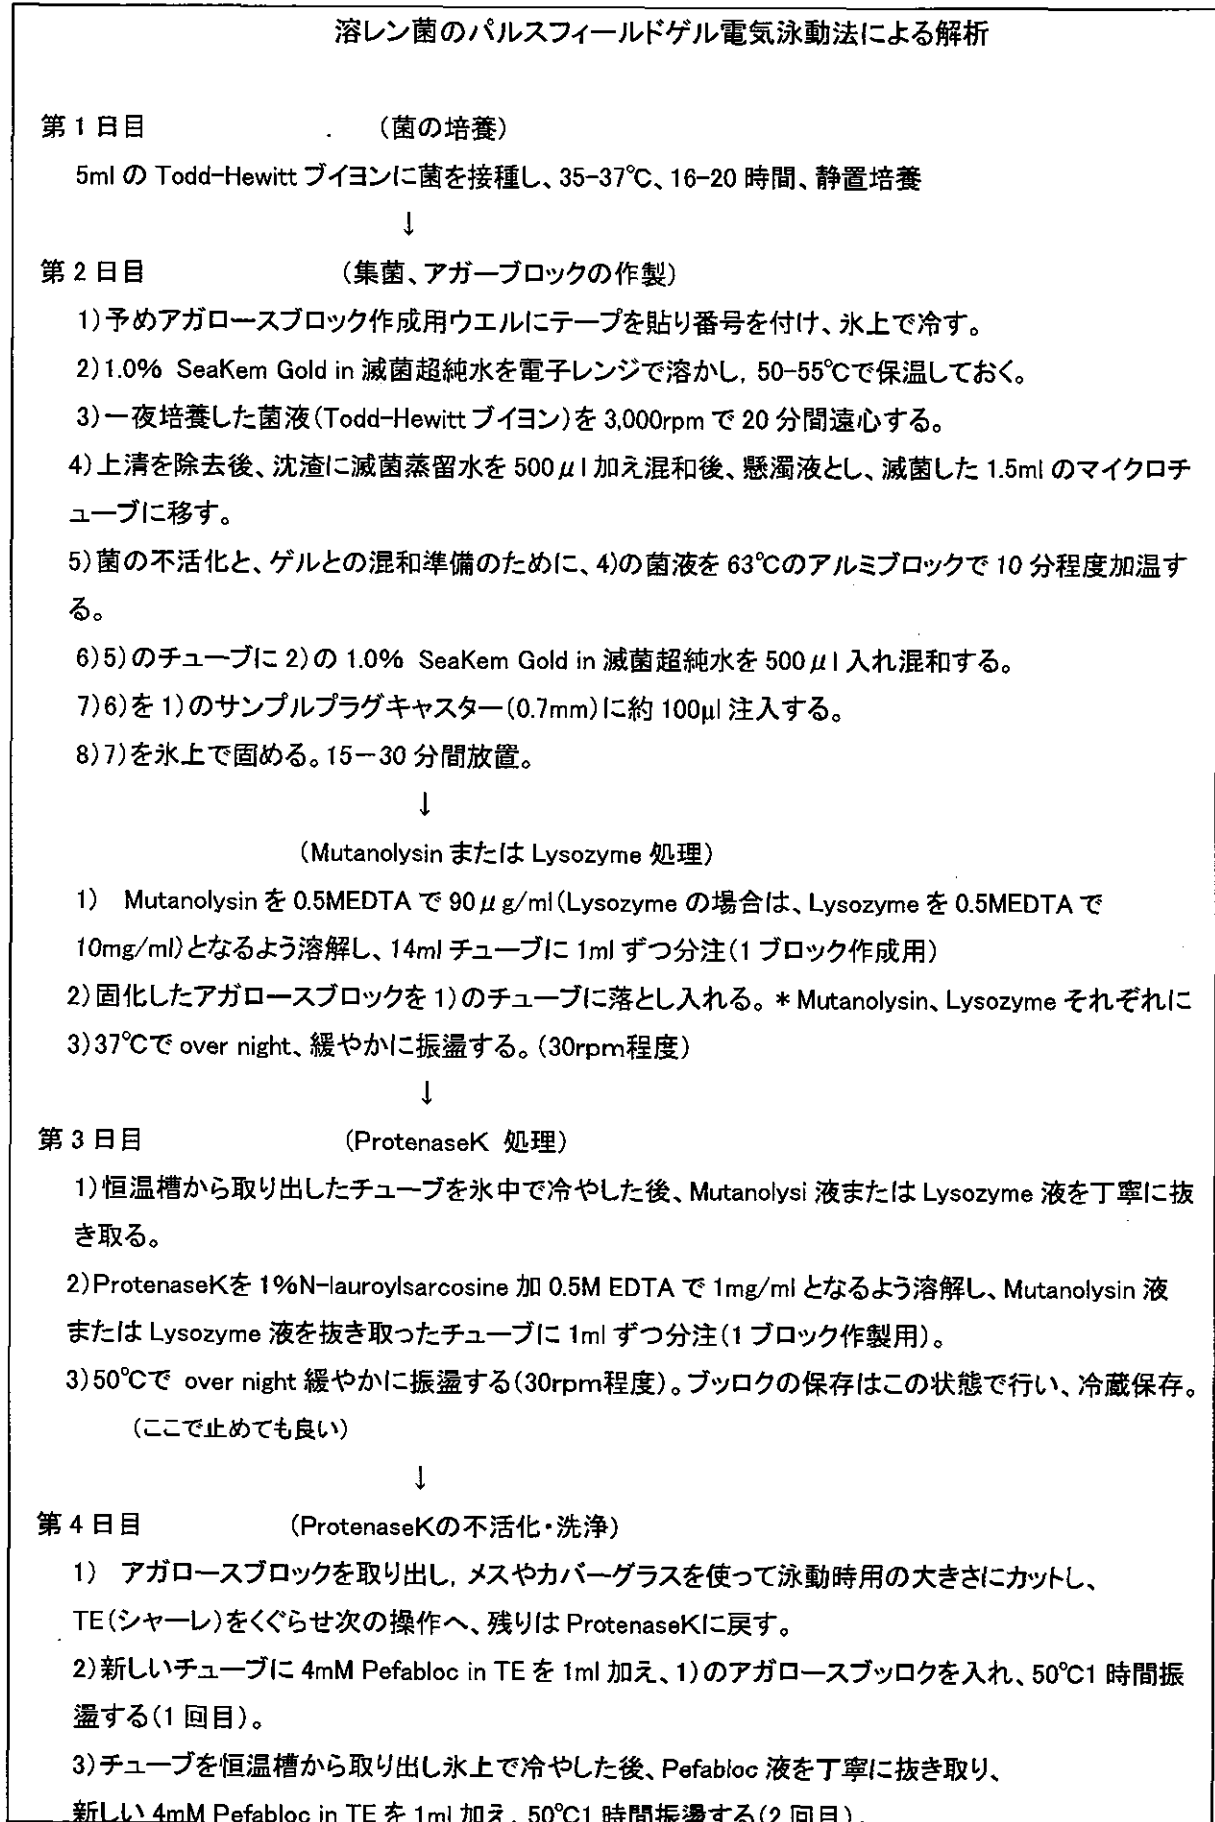 溶レン菌のパルスフィールドゲル電気泳動法による解析
第1日目 (菌の培養)
5ml の Todd-Hewitt ブイヨンに菌を接種し、35-37℃、16-20 時間、静置培養
↓
第2日目 (集菌、アガーブロックの作製)
1)予めアガロースブロック作成用ウエルにテープを貼り番号を付け、氷上で冷す。
2)1.0% SeaKem Gold in 滅菌超純水を電子レンジで溶かし, 50-55℃で保温しておく。
3)一夜培養した菌液(Todd-Hewitt ブイヨン)を 3,000rpm で 20 分間遠心する。
4)上清を除去後、沈渣に滅菌蒸留水を 500μl 加え混和後、懸濁液とし、滅菌した 1.5ml のマイクロチ
ューブに移す。
5)菌の不活化と、ゲルとの混和準備のために、4)の菌液を 63℃のアルミブロックで 10 分程度加温す
る。
6)5)のチューブに 2)の 1.0% SeaKem Gold in 滅菌超純水を 500μl 入れ混和する。
7)6)を 1)のサンプルプラグキャスター(0.7mm)に約 100μl 注入する。
8)7)を氷上で固める。15-30 分間放置。
↓
(Mutanolysin または Lysozyme 処理)
1) Mutanolysin を 0.5MEDTA で 90μg/ml(Lysozyme の場合は、Lysozyme を 0.5MEDTA で
10mg/ml)となるよう溶解し、14ml チューブに 1ml ずつ分注(1 ブロック作成用)
2)固化したアガロースブロックを 1)のチューブに落とし入れる。*Mutanolysin、Lysozyme それぞれに
3)37℃で over night、緩やかに振盪する。(30rpm程度)
↓
第3日目 (ProtenaseK 処理)
1)恒温槽から取り出したチューブを氷中で冷やした後、Mutanolysi 液または Lysozyme 液を丁寧に抜
き取る。
2)ProtenaseKを 1%N-lauroylsarcosine 加 0.5M EDTA で 1mg/ml となるよう溶解し、Mutanolysin 液
または Lysozyme 液を抜き取ったチューブに 1ml ずつ分注(1 ブロック作製用)。
3)50℃で over night 緩やかに振盪する(30rpm程度)。ブッロクの保存はこの状態で行い、冷蔵保存。
(ここで止めても良い)
↓
第4日目 (ProtenaseKの不活化・洗浄)
1) アガロースブロックを取り出し, メスやカバーグラスを使って泳動時用の大きさにカットし、
TE(シャーレ)をくぐらせ次の操作へ、残りは ProtenaseKに戻す。
2)新しいチューブに 4mM Pefabloc in TE を 1ml 加え、1)のアガロースブッロクを入れ、50℃1 時間振
盪する(1 回目)。
3)チューブを恒温槽から取り出し氷上で冷やした後、Pefabloc 液を丁寧に抜き取り、
新しい 4mM Pefabloc in TE を 1ml 加え、50℃1 時間振盪する(2 回目)。